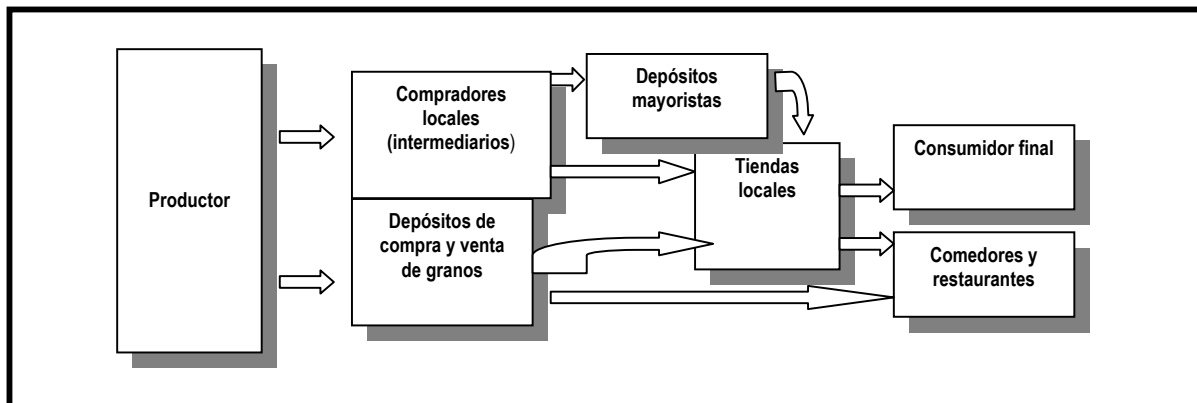 Productor
Compradores
locales
(intermediarios)
Depósitos de
compra y venta
de granos
Depósitos
mayoristas
Tiendas
locales
Consumidor final
Comedores y
restaurantes